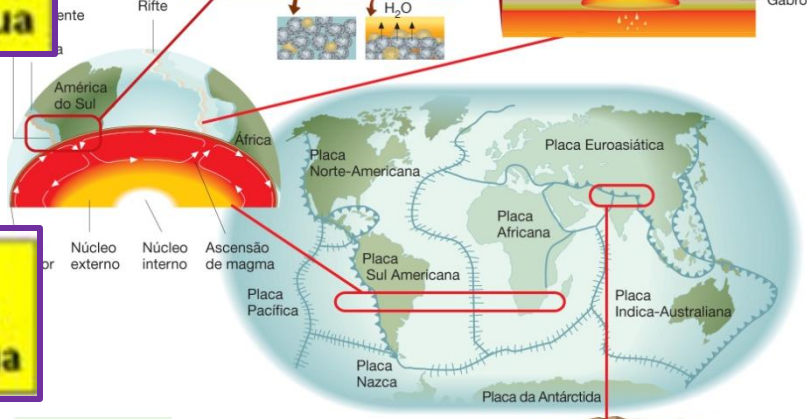 ua
ente
a
Rifte
H₂O
Gabro
América
do Sul
África
or
Núcleo
externo
Núcleo
interno
Ascensão
de magma
a
Placa
Norte-Americana
Placa Euroasiática
Placa
Africana
Placa
Sul Americana
Placa
Pacífica
Placa
Indica-Australiana
Placa
Nazca
Placa da Antárctida